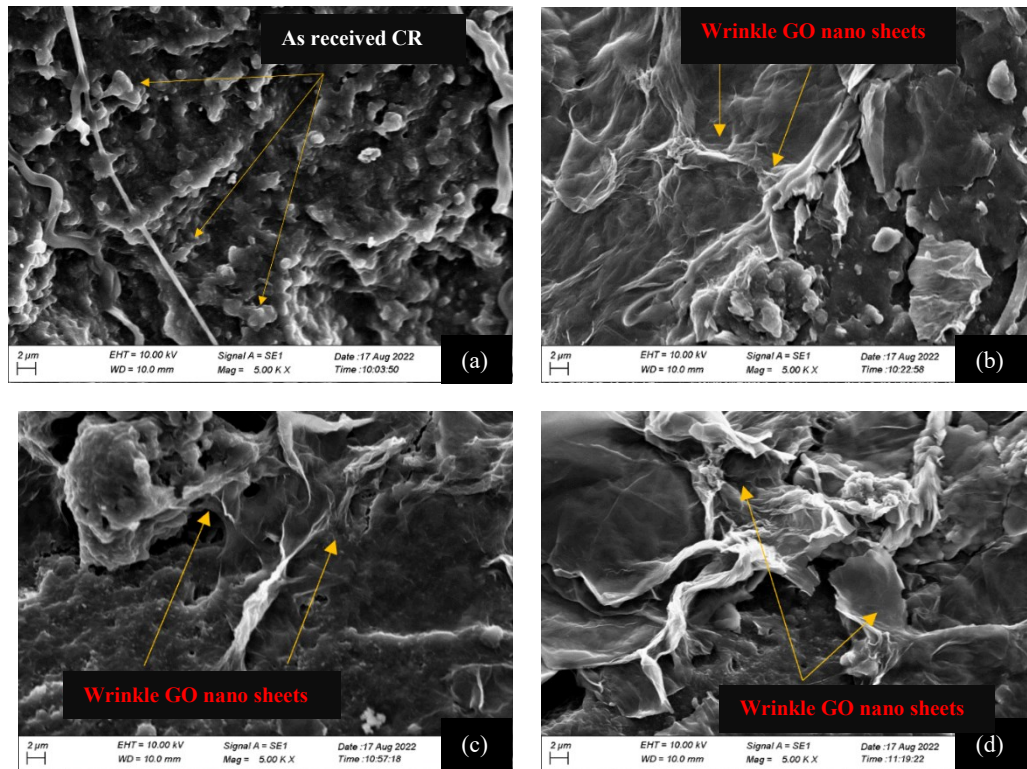 As received CR
2 µm
EHT = 10.00 kV
Signal A = SE1
Date :17 Aug 2022
WD = 10.0 mm
Mag = 5.00 K X
Time :10:03:50
(a)
Wrinkle GO nano sheets
2 µm
EHT = 10.00 kV
Signal A = SE1
Date :17 Aug 2022
WD = 10.0 mm
Mag = 5.00 K X
Time :10:22:58
(b)
Wrinkle GO nano sheets
2 µm
EHT = 10.00 kV
Signal A = SE1
Date :17 Aug 2022
WD = 10.0 mm
Mag = 5.00 K X
Time :10:57:18
(c)
Wrinkle GO nano sheets
2 µm
EHT = 10.00 kV
Signal A = SE1
Date :17 Aug 2022
WD = 10.0 mm
Mag = 5.00 K X
Time :11:19:22
(d)